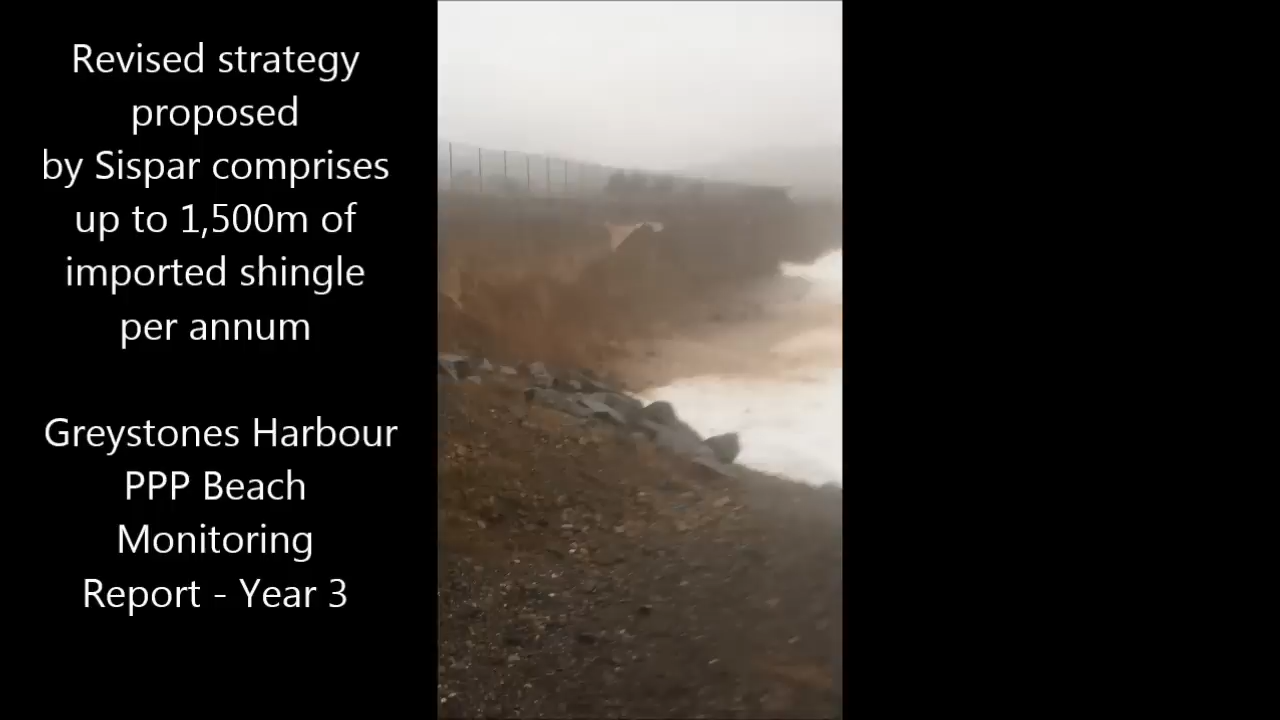 Revised strategy
proposed
by Sispar comprises
up to 1,500m of
imported shingle
per annum
Greystones Harbour
PPP Beach
Monitoring
Report - Year 3